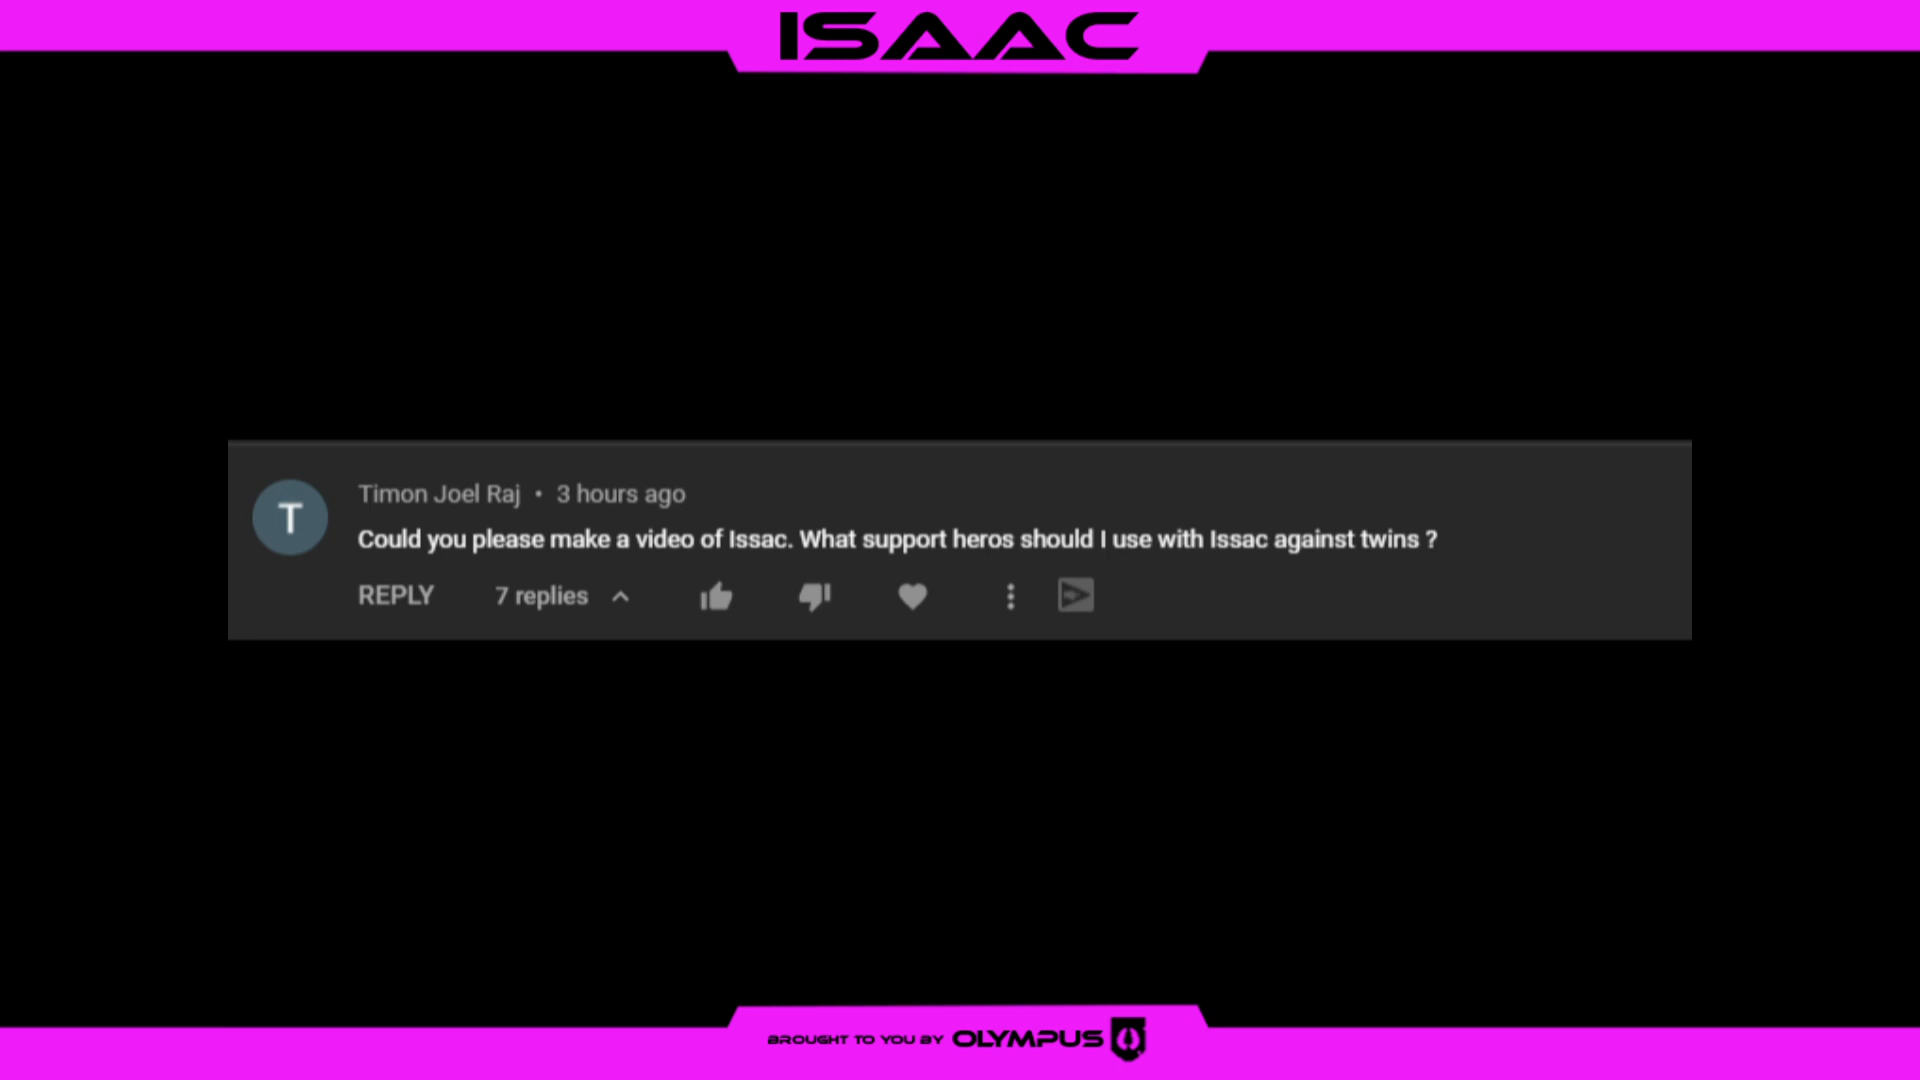 ISAAC
T
Timon Joel Raj • 3 hours ago
Could you please make a video of Issac. What support heros should I use with Issac against twins ?
REPLY 7 replies
BROUGHT TO YOU BY OLYMPUS